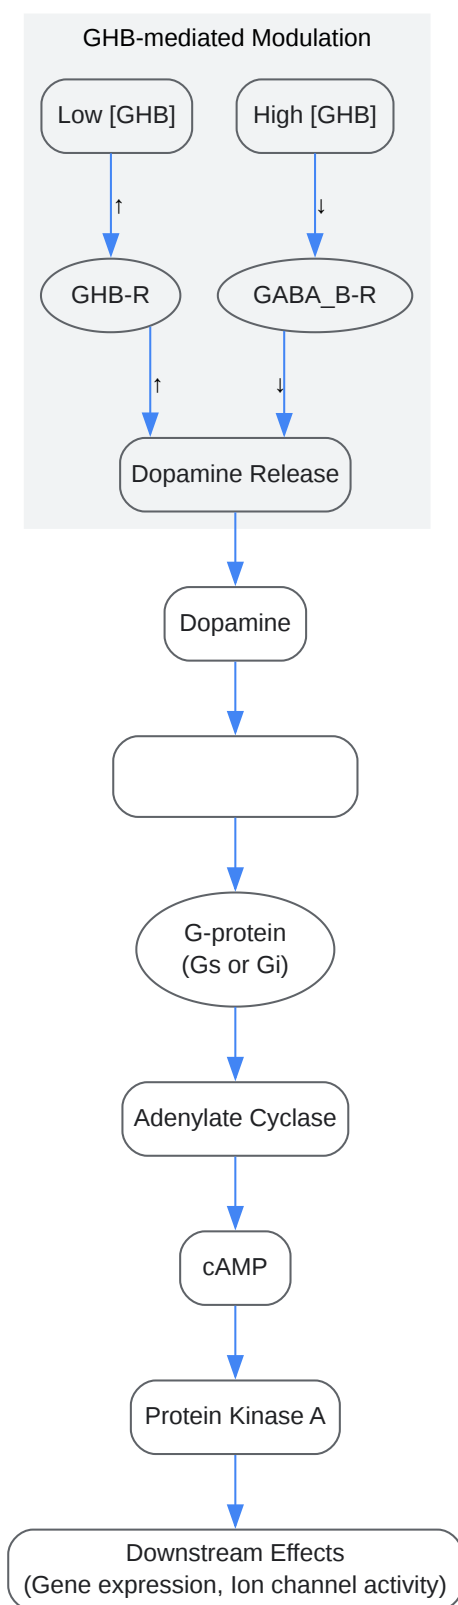 GHB-mediated Modulation
Low [GHB]
High [GHB]
↑
↓
GHB-R
GABA_B-R
↑
↓
Dopamine Release
Dopamine
G-protein
(Gs or Gi)
Adenylate Cyclase
cAMP
Protein Kinase A
Downstream Effects
(Gene expression, Ion channel activity)